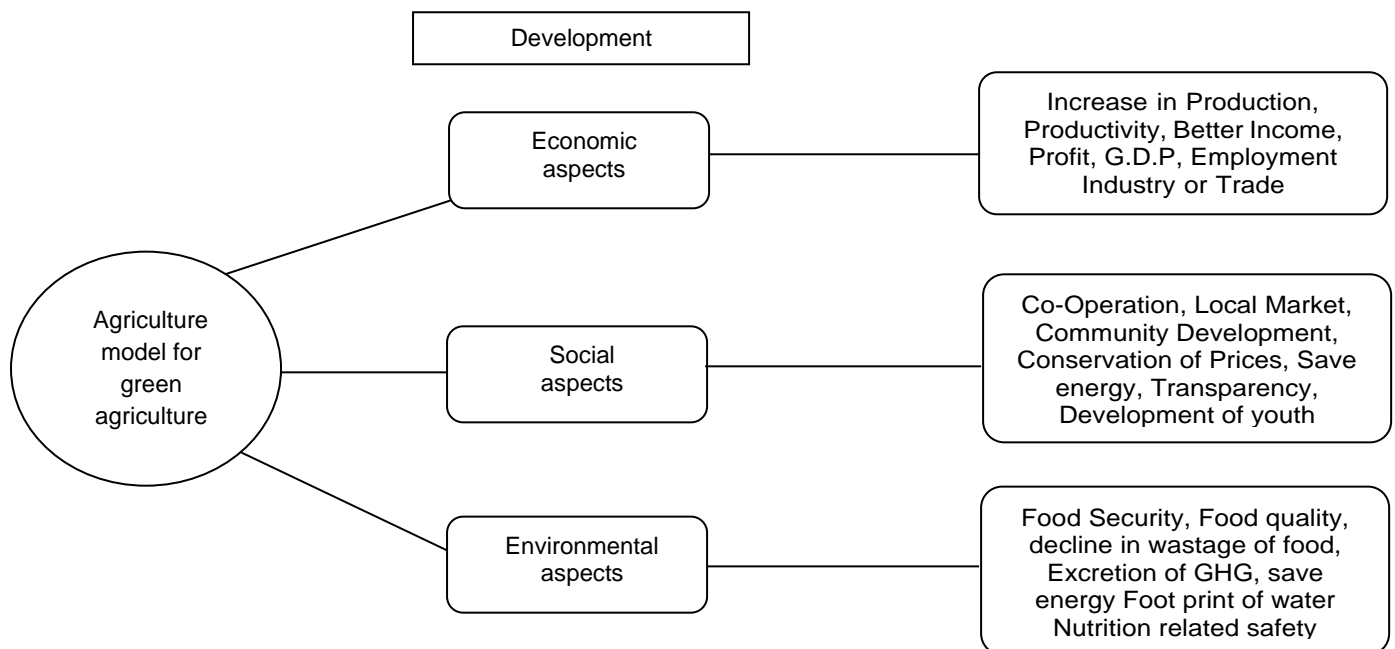 Development
Economic
aspects
Increase in Production,
Productivity, Better Income,
Profit, G.D.P, Employment
Industry or Trade
Agriculture
model for
green
agriculture
Social
aspects
Co-Operation, Local Market,
Community Development,
Conservation of Prices, Save
energy, Transparency,
Development of youth
Environmental
aspects
Food Security, Food quality,
decline in wastage of food,
Excretion of GHG, save
energy Foot print of water
Nutrition related safety